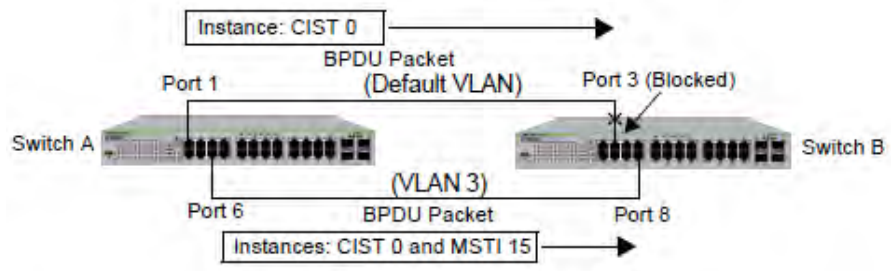 Instance: CIST 0
BPDU Packet
Port 1
(Default VLAN)
Port 3 (Blocked)
Switch A
Switch B
(VLAN 3)
Port 6
BPDU Packet
Port 8
Instances: CIST 0 and MSTI 15